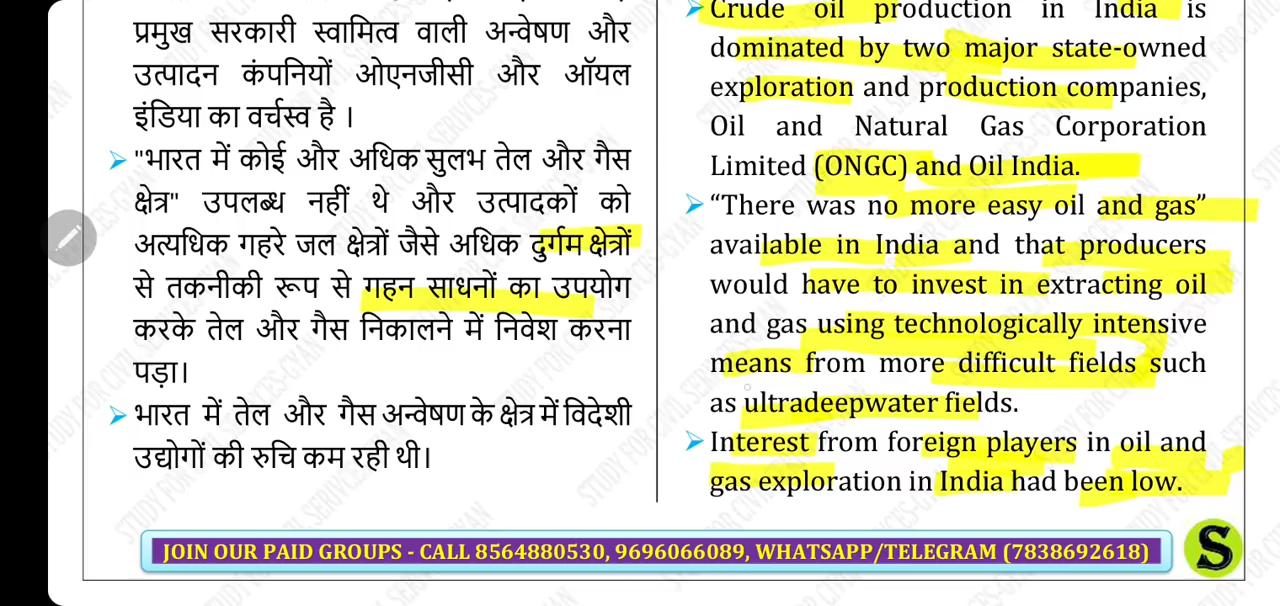 प्रमुख सरकारी स्वामित्व वाली अन्वेषण और
उत्पादन कंपनियों ओएनजीसी और ऑयल
इंडिया का वर्चस्व है ।
"भारत में कोई और अधिक सुलभ तेल और गैस
क्षेत्र" उपलब्ध नहीं थे और उत्पादकों को
अत्यधिक गहरे जल क्षेत्रों जैसे अधिक दुर्गम क्षेत्रों
से तकनीकी रूप से गहन साधनों का उपयोग
करके तेल और गैस निकालने में निवेश करना
पड़ा।
भारत में तेल और गैस अन्वेषण के क्षेत्र में विदेशी
उद्योगों की रुचि कम रही थी।
Crude oil production in India is
dominated by two major state-owned
exploration and production companies,
Oil and Natural Gas Corporation
Limited (ONGC) and Oil India.
“There was no more easy oil and gas”
available in India and that producers
would have to invest in extracting oil
and gas using technologically intensive
means from more difficult fields such
as ultradeepwater fields.
Interest from foreign players in oil and
gas exploration in India had been low.
JOIN OUR PAID GROUPS - CALL 8564880530, 9696066089, WHATSAPP/TELEGRAM (7838692618)
S